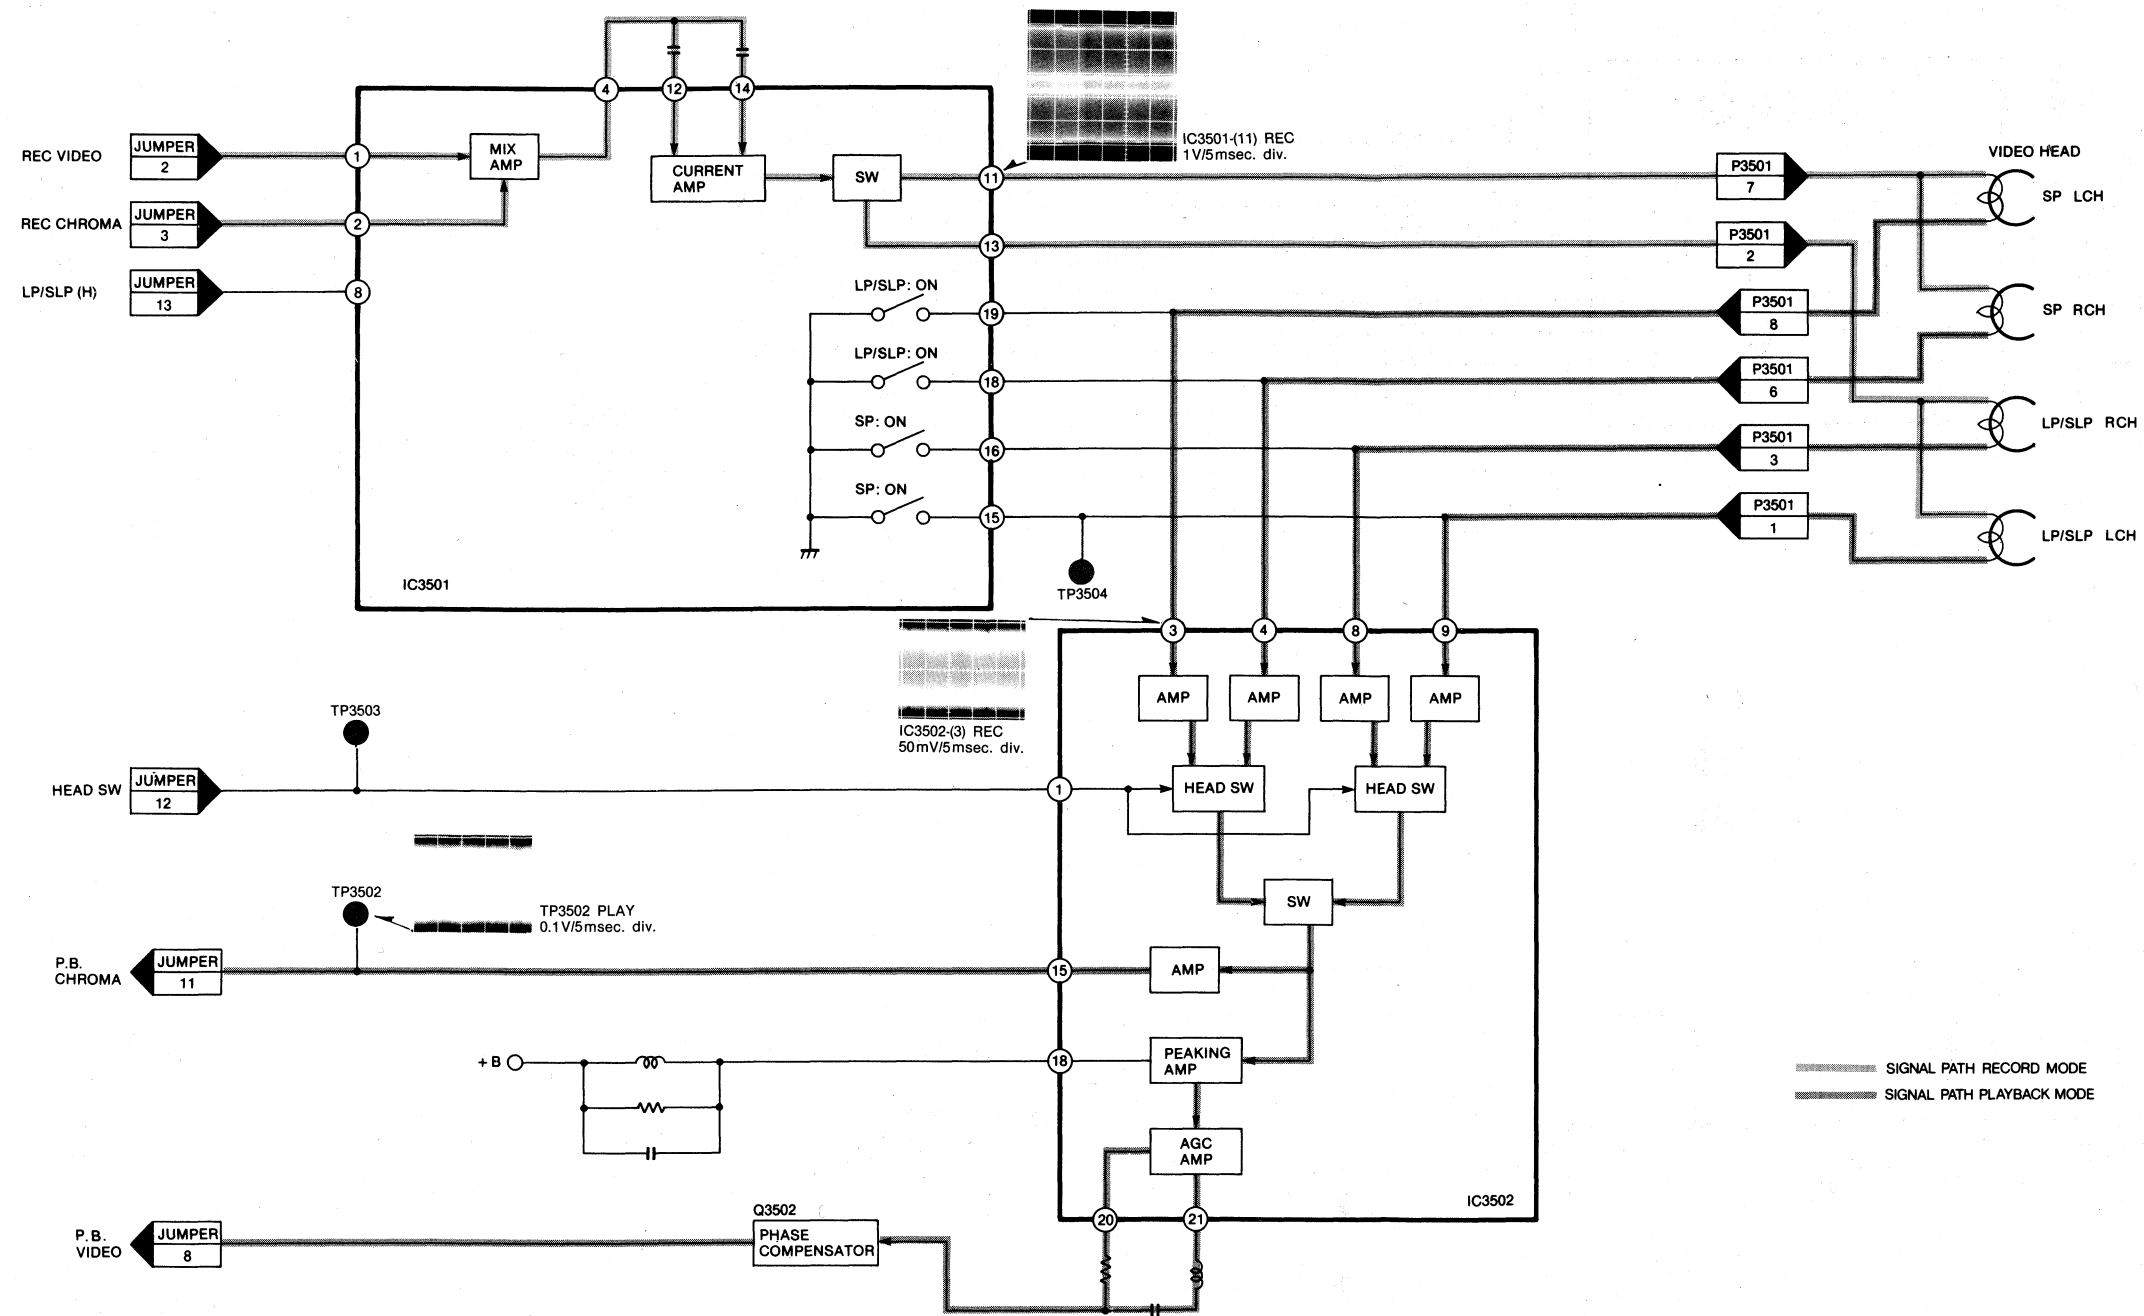 4
12
14
IC3501-(11) REC
1V/5msec. div.
REC VIDEO
JUMPER
2
1
MIX
AMP
CURRENT
AMP
SW
11
P3501
7
VIDEO HEAD
SP LCH
REC CHROMA
JUMPER
3
2
13
P3501
2
LP/SLP (H)
JUMPER
13
8
LP/SLP: ON
19
P3501
8
SP RCH
LP/SLP: ON
18
P3501
6
SP: ON
16
P3501
3
LP/SLP RCH
SP: ON
15
P3501
1
LP/SLP LCH
IC3501
TP3504
3
4
8
9
IC3502-(3) REC
50mV/5msec. div.
AMP
AMP
AMP
AMP
TP3503
HEAD SW
JUMPER
12
1
HEAD SW
HEAD SW
TP3502
TP3502 PLAY
0.1V/5msec. div.
SW
P.B.
CHROMA
JUMPER
11
15
AMP
+B
18
PEAKING
AMP
SIGNAL PATH RECORD MODE
SIGNAL PATH PLAYBACK MODE
AGC
AMP
IC3502
20
21
P.B.
VIDEO
JUMPER
8
Q3502
PHASE
COMPENSATOR